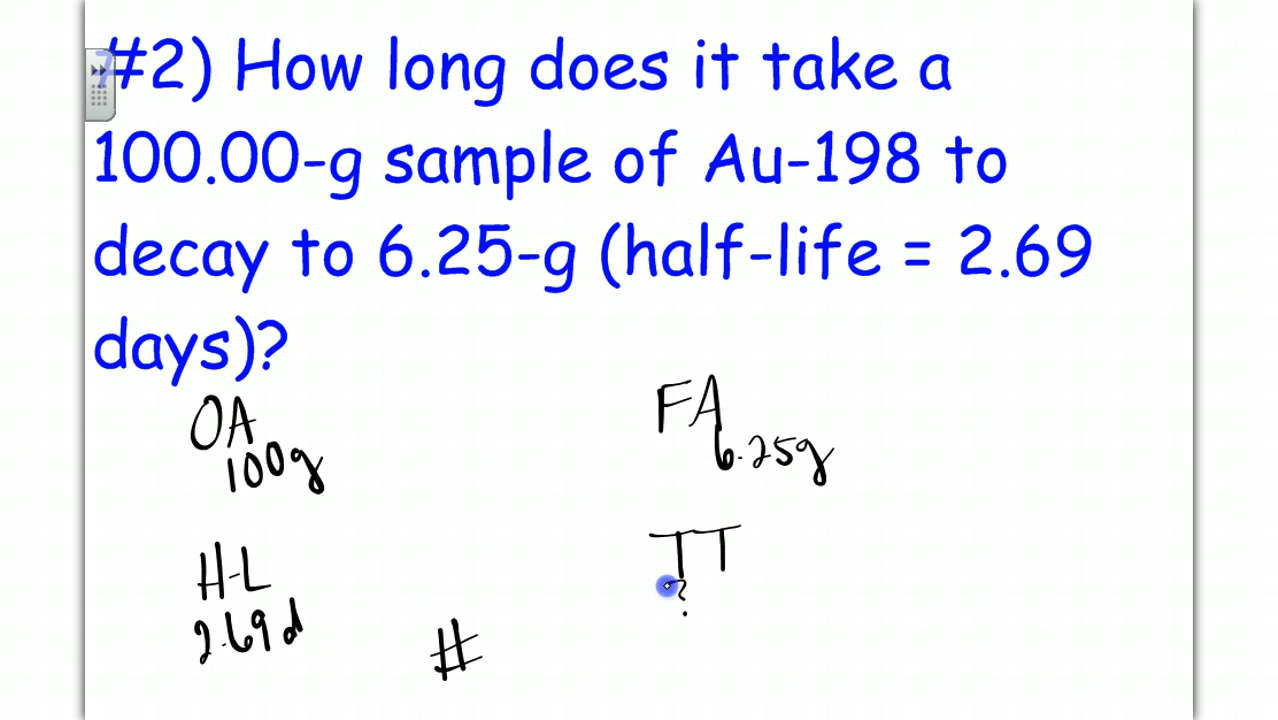 #2) How long does it take a
100.00-g sample of Au-198 to
decay to 6.25-g (half-life = 2.69
days)?
OA
100g
FA
6.25g
H-L
2.69 d
TT
?
#